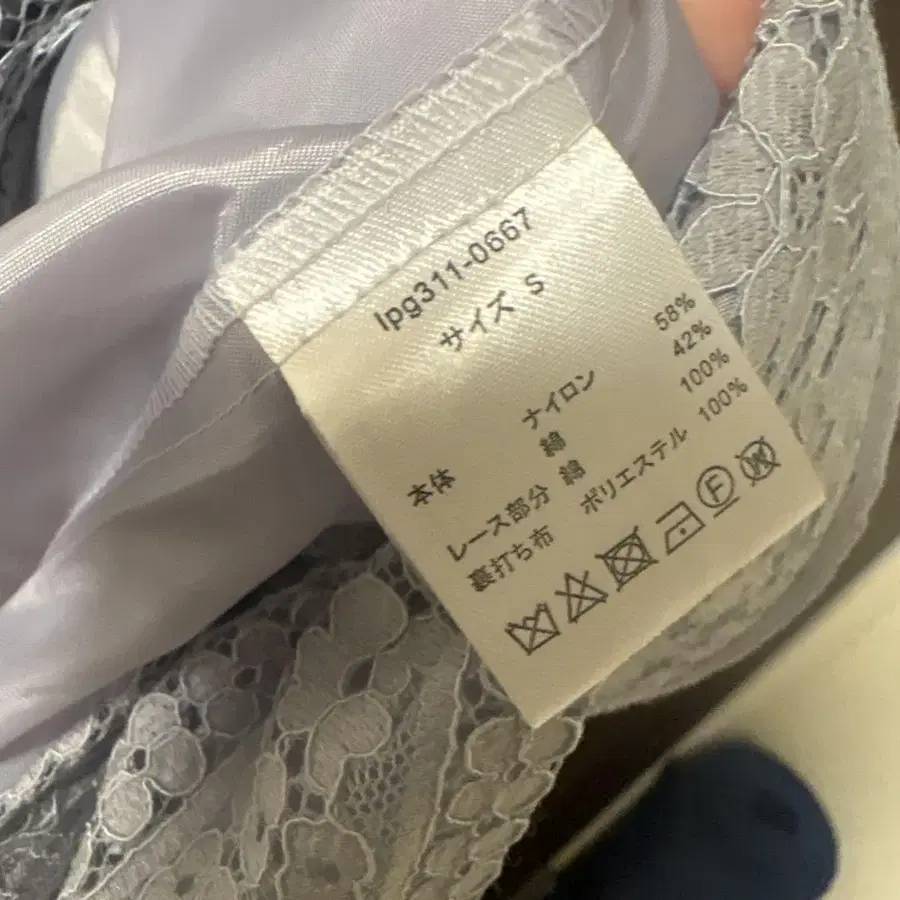 lpg311-0667
サイズ S
本体 ナイロン 58%
綿 42%
レース部分 綿 100%
裏打ち布 ポリエステル 100%
F W